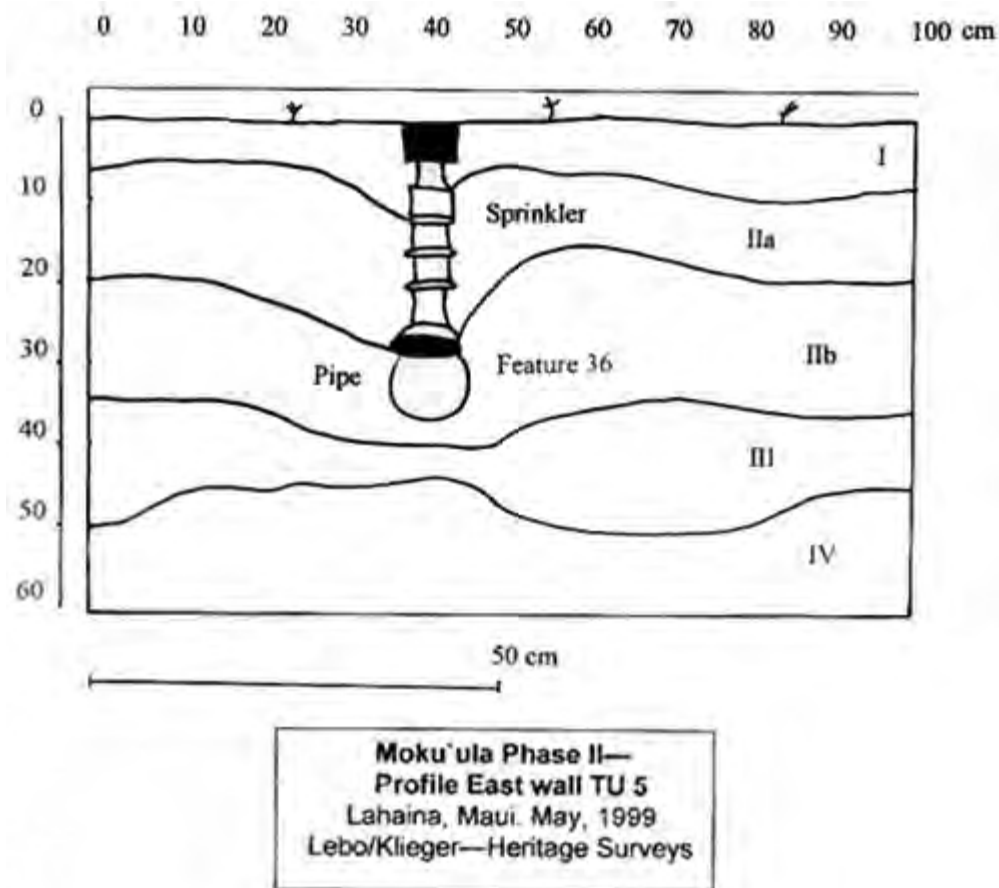 0 10 20 30 40 50 60 70 80 90 100 cm
0
I
10
Sprinkler
IIa
20
30
Pipe
Feature 36
IIb
40
III
50
IV
60
50 cm
Moku`ula Phase II—
Profile East wall TU 5
Lahaina, Maui. May, 1999
Lebo/Klieger—Heritage Surveys